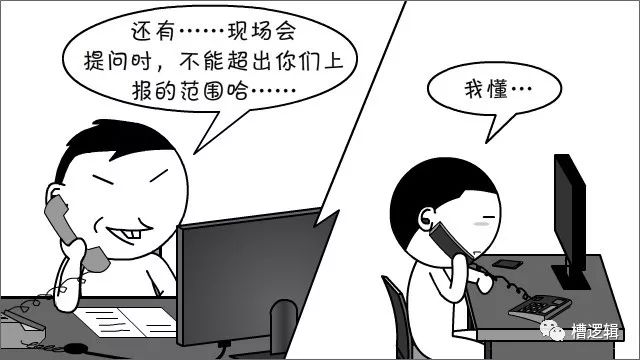 还有……现场会
提问时，不能超出你们上
报的范围哈……
我懂…
槽逻辑